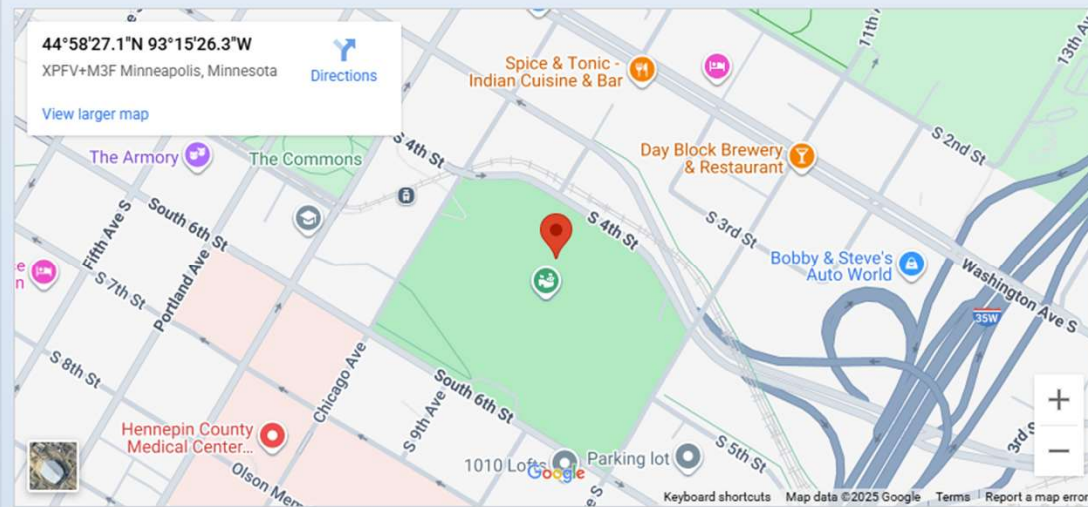 44°58'27.1"N 93°15'26.3"W
XPFV+M3F Minneapolis, Minnesota
Directions
View larger map
11th
13th A
Spice & Tonic -
Indian Cuisine & Bar
S 4th St
S 2nd St
The Armory
The Commons
Day Block Brewery
& Restaurant
Fifth Ave S
South 6th St
S 4th St
S 3rd St
Bobby & Steve's
Auto World
Washington Ave S
35W
e
n
S 7th St
Portland Ave
S 8th St
Chicago Ave
South 6th St
S 9th Ave
Hennepin County
Medical Center...
Olson Mem
1010 Lofts
Google
Parking lot
S 5th St
3rd S
e S
+
−
Keyboard shortcuts Map data ©2025 Google Terms Report a map error